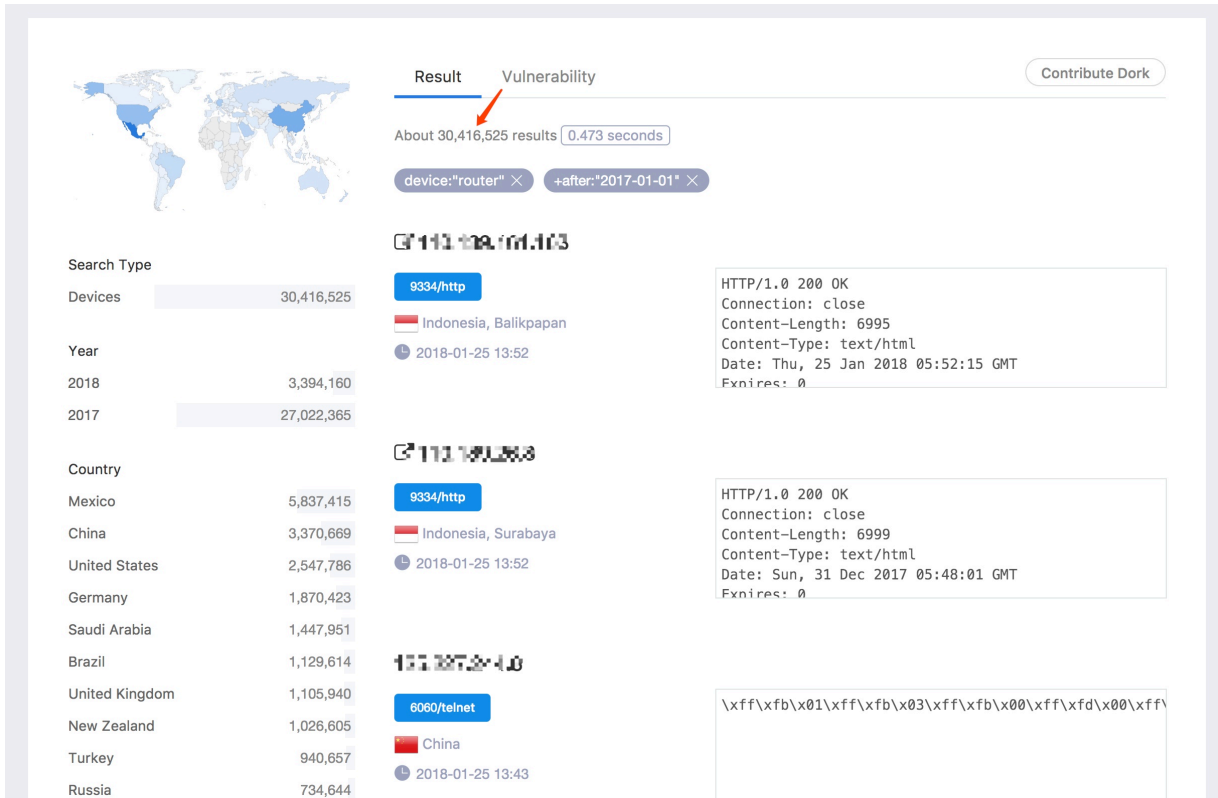 Result Vulnerability Contribute Dork
About 30,416,525 results 0.473 seconds
device:"router" +after:"2017-01-01"
Search Type
Devices 30,416,525
Year
2018 3,394,160
2017 27,022,365
Country
Mexico 5,837,415
China 3,370,669
United States 2,547,786
Germany 1,870,423
Saudi Arabia 1,447,951
Brazil 1,129,614
United Kingdom 1,105,940
New Zealand 1,026,605
Turkey 940,657
Russia 734,644
9334/http
Indonesia, Balikpapan
2018-01-25 13:52
HTTP/1.0 200 OK
Connection: close
Content-Length: 6995
Content-Type: text/html
Date: Thu, 25 Jan 2018 05:52:15 GMT
Expires: 0
9334/http
Indonesia, Surabaya
2018-01-25 13:52
HTTP/1.0 200 OK
Connection: close
Content-Length: 6999
Content-Type: text/html
Date: Sun, 31 Dec 2017 05:48:01 GMT
Expires: 0
6060/telnet
China
2018-01-25 13:43
\xff\xfb\x01\xff\xfb\x03\xff\xfb\x00\xff\xfd\x00\xff\